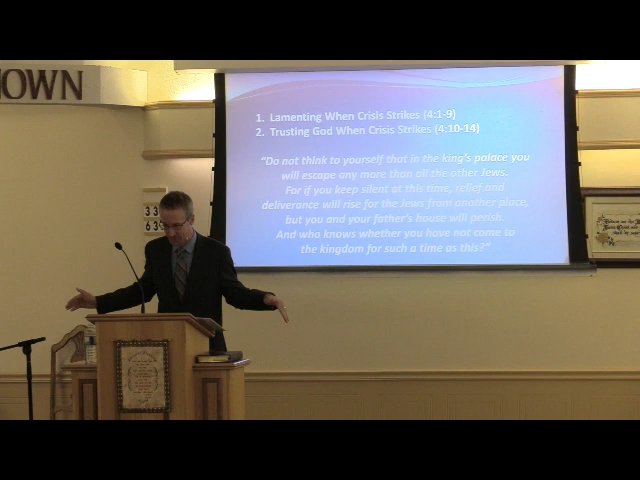 OWN
1. Lamenting When Crisis Strikes (4:1-9)
2. Trusting God When Crisis Strikes (4:10-14)
“Do not think to yourself that in the king's palace you
will escape any more than all the other Jews.
For if you keep silent at this time, relief and
deliverance will rise for the Jews from another place,
but you and your father's house will perish.
And who knows whether you have not come to
the kingdom for such a time as this?”
33
63